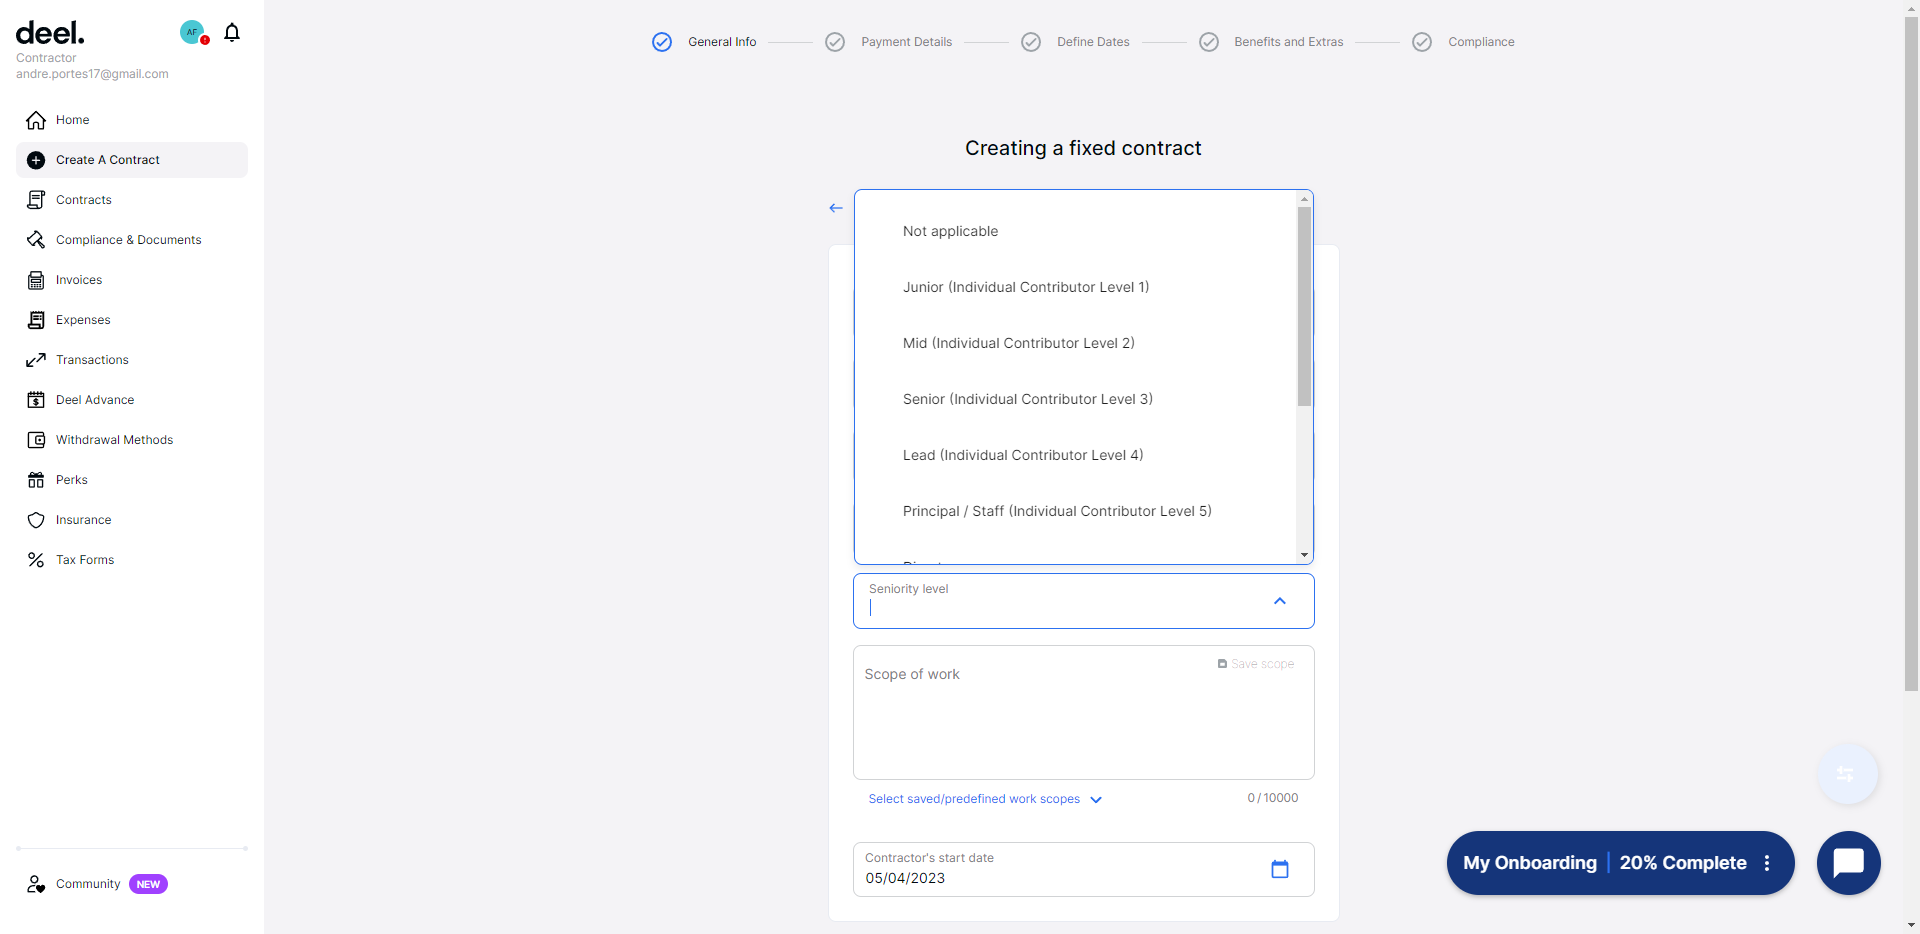 deel.
AF
Contractor
andre.portes17@gmail.com
Home
Create A Contract
Contracts
Compliance & Documents
Invoices
Expenses
Transactions
Deel Advance
Withdrawal Methods
Perks
Insurance
Tax Forms
Community NEW
General Info
Payment Details
Define Dates
Benefits and Extras
Compliance
Creating a fixed contract
Not applicable
Junior (Individual Contributor Level 1)
Mid (Individual Contributor Level 2)
Senior (Individual Contributor Level 3)
Lead (Individual Contributor Level 4)
Principal / Staff (Individual Contributor Level 5)
Seniority level
Save scope
Scope of work
Select saved/predefined work scopes
0 / 10000
Contractor's start date
05/04/2023
My Onboarding | 20% Complete